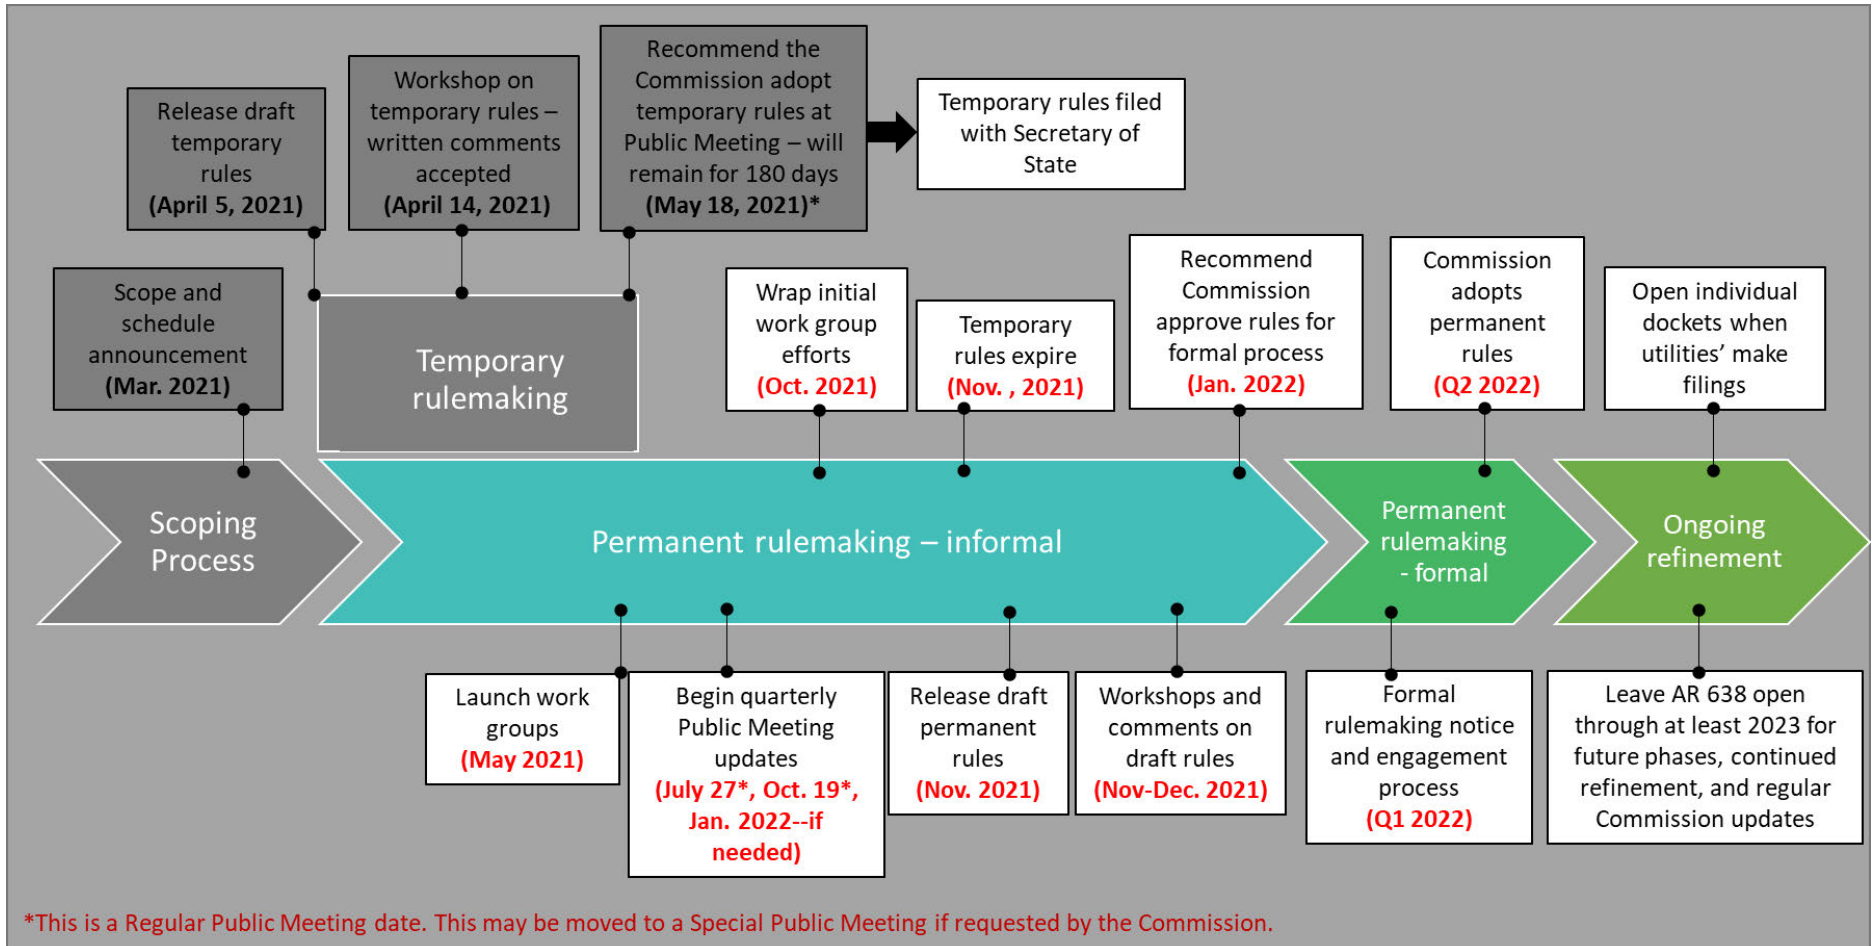 Release draft
temporary
rules
(April 5, 2021)
Workshop on
temporary rules –
written comments
accepted
(April 14, 2021)
Recommend the
Commission adopt
temporary rules at
Public Meeting – will
remain for 180 days
(May 18, 2021)*
Temporary rules filed
with Secretary of
State
Scope and
schedule
announcement
(Mar. 2021)
Temporary
rulemaking
Wrap initial
work group
efforts
(Oct. 2021)
Temporary
rules expire
(Nov. , 2021)
Recommend
Commission
approve rules for
formal process
(Jan. 2022)
Commission
adopts
permanent
rules
(Q2 2022)
Open individual
dockets when
utilities’ make
filings
Scoping
Process
Permanent rulemaking – informal
Permanent
rulemaking
- formal
Ongoing
refinement
Launch work
groups
(May 2021)
Begin quarterly
Public Meeting
updates
(July 27*, Oct. 19*,
Jan. 2022--if
needed)
Release draft
permanent
rules
(Nov. 2021)
Workshops and
comments on
draft rules
(Nov-Dec. 2021)
Formal
rulemaking notice
and engagement
process
(Q1 2022)
Leave AR 638 open
through at least 2023 for
future phases, continued
refinement, and regular
Commission updates
*This is a Regular Public Meeting date. This may be moved to a Special Public Meeting if requested by the Commission.